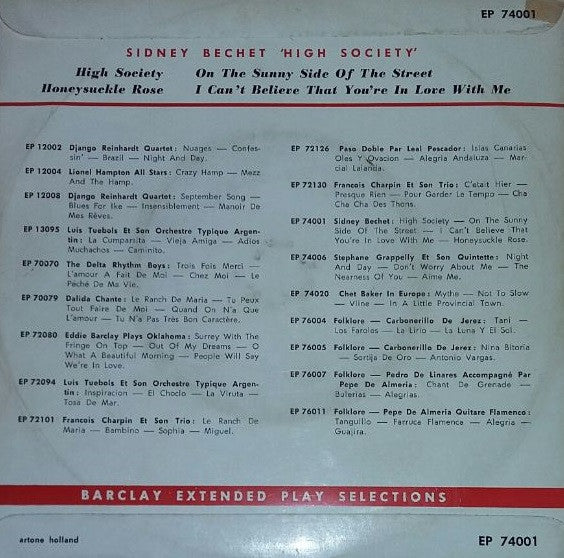 EP 74001
SIDNEY BECHET 'HIGH SOCIETY'
High Society On The Sunny Side Of The Street
Honeysuckle Rose I Can't Believe That You're In Love With Me
EP 12002 Django Reinhardt Quartet: Nuages — Confes-
sin' — Brazil — Night And Day.
EP 12004 Lionel Hampton All Stars: Crazy Hamp — Mezz
And The Hamp.
EP 12008 Django Reinhardt Quartet: September Song —
Blues For Ike — Insensiblement — Manoir De
Mes Rêves.
EP 13095 Luis Tuebols Et Son Orchestre Typique Argen-
tin: La Cumparsita — Vieja Amiga — Adios
Muchachos — Caminito.
EP 70070 The Delta Rhythm Boys: Trois Fois Merci —
L'amour A Fait De Moi — Chez Moi — Le
Péché De Ma Vie.
EP 70079 Dalida Chante: Le Ranch De Maria — Tu Peux
Tout Faire De Moi — Quand On N'a Que
L'amour — Tu N'a Pas Très Bon Caractère.
EP 72080 Eddie Barclay Plays Oklahoma: Surrey With The
Fringe On Top — Out Of My Dreams — O
What A Beautiful Morning — People Will Say
We're In Love.
EP 72094 Luis Tuebols Et Son Orchestre Typique Argen-
tin: Inspiracion — El Choclo — La Viruta —
Tosa De Mar.
EP 72101 Francois Charpin Et Son Trio: Le Ranch De
Maria — Bambino — Sophia — Miguel.
EP 72126 Paso Doble Par Leal Pescador: Islas Canarias
Oles Y Ovacion — Alegria Andaluza — Mar-
cial Lalanda.
EP 72130 Francois Charpin Et Son Trio: C'etait Hier —
Presque Rien — Pour Garder Le Tempo — Cha
Cha Cha Des Thons.
EP 74001 Sidney Bechet: High Society — On The Sunny
Side Of The Street — I Can't Believe That
You're In Love With Me — Honeysuckle Rose.
EP 74006 Stephane Grappelly Et Son Quintette: Night
And Day — Don't Worry About Me — The
Nearness Of You — Aime Me.
EP 74020 Chet Baker In Europe: Mythe — Not To Slow
— Vline — In A Little Provincial Town.
EP 76004 Folklore — Carbonerillo De Jerez: Tani —
Los Farolos — La Lirio — La Luna Y El Sol.
EP 76005 Folklore — Carbonerillo De Jerez: Nina Bitoria
— Sortija De Oro — Antonio Vargas.
EP 76007 Folklore — Pedro De Linares Accompagné Par
Pepe De Almeria: Chant De Grenade —
Bulerias — Alegrias.
EP 76011 Folklore — Pepe De Almeria Quitare Flamenco:
Tanguillo — Farruca Flamenca — Alegria —
Guajira.
BARCLAY EXTENDED PLAY SELECTIONS
artone holland EP 74001